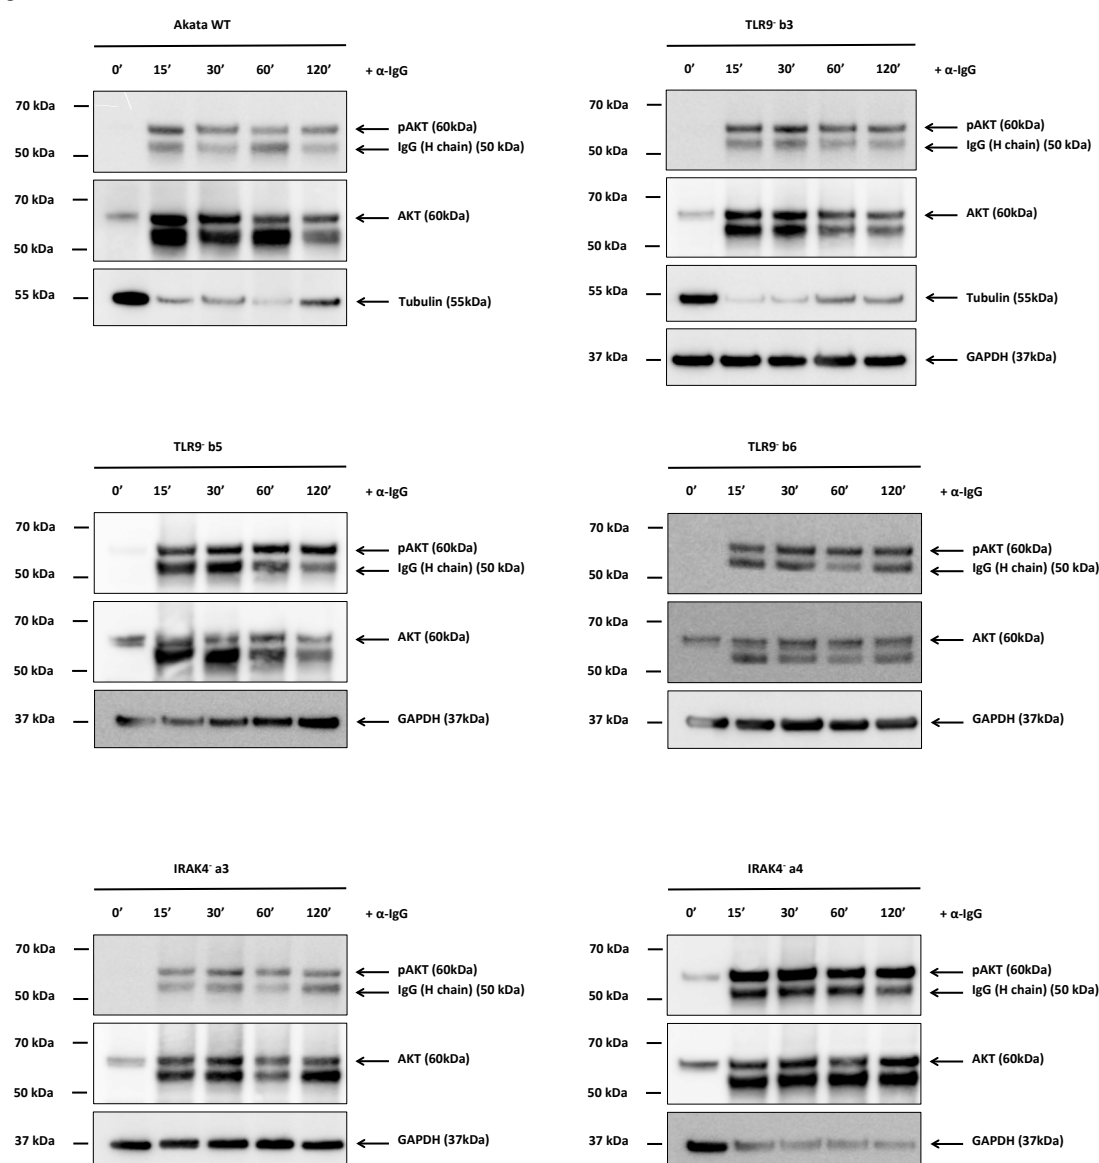 Akata WT
0’ 15’ 30’ 60’ 120’ + α-IgG
70 kDa
pAKT (60kDa)
IgG (H chain) (50 kDa)
50 kDa
70 kDa
AKT (60kDa)
50 kDa
55 kDa
Tubulin (55kDa)
TLR9- b3
0’ 15’ 30’ 60’ 120’ + α-IgG
70 kDa
pAKT (60kDa)
IgG (H chain) (50 kDa)
50 kDa
70 kDa
AKT (60kDa)
50 kDa
55 kDa
Tubulin (55kDa)
37 kDa
GAPDH (37kDa)
TLR9- b5
0’ 15’ 30’ 60’ 120’ + α-IgG
70 kDa
pAKT (60kDa)
IgG (H chain) (50 kDa)
50 kDa
70 kDa
AKT (60kDa)
50 kDa
37 kDa
GAPDH (37kDa)
TLR9- b6
0’ 15’ 30’ 60’ 120’ + α-IgG
70 kDa
pAKT (60kDa)
IgG (H chain) (50 kDa)
50 kDa
70 kDa
AKT (60kDa)
50 kDa
37 kDa
GAPDH (37kDa)
IRAK4- a3
0’ 15’ 30’ 60’ 120’ + α-IgG
70 kDa
pAKT (60kDa)
IgG (H chain) (50 kDa)
50 kDa
70 kDa
AKT (60kDa)
50 kDa
37 kDa
GAPDH (37kDa)
IRAK4- a4
0’ 15’ 30’ 60’ 120’ + α-IgG
70 kDa
pAKT (60kDa)
IgG (H chain) (50 kDa)
50 kDa
70 kDa
AKT (60kDa)
50 kDa
37 kDa
GAPDH (37kDa)